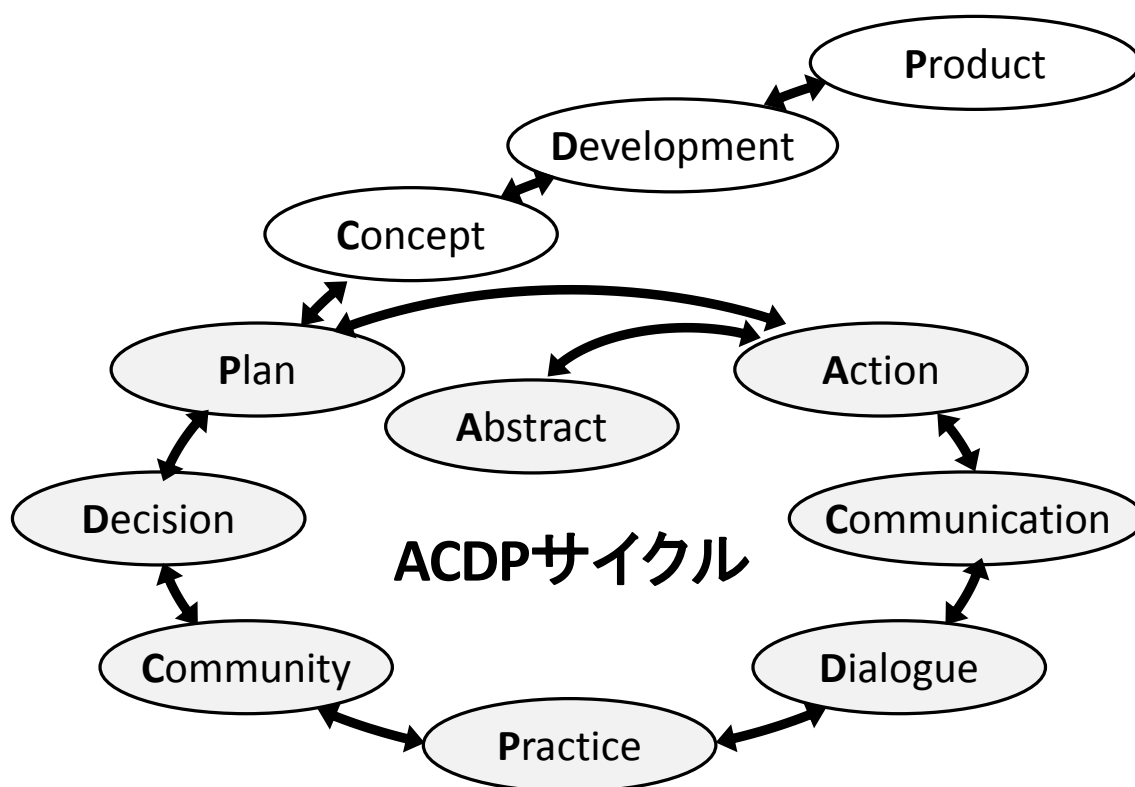 Product
Development
Concept
Plan
Action
Abstract
Decision
Communication
ACDPサイクル
Community
Dialogue
Practice